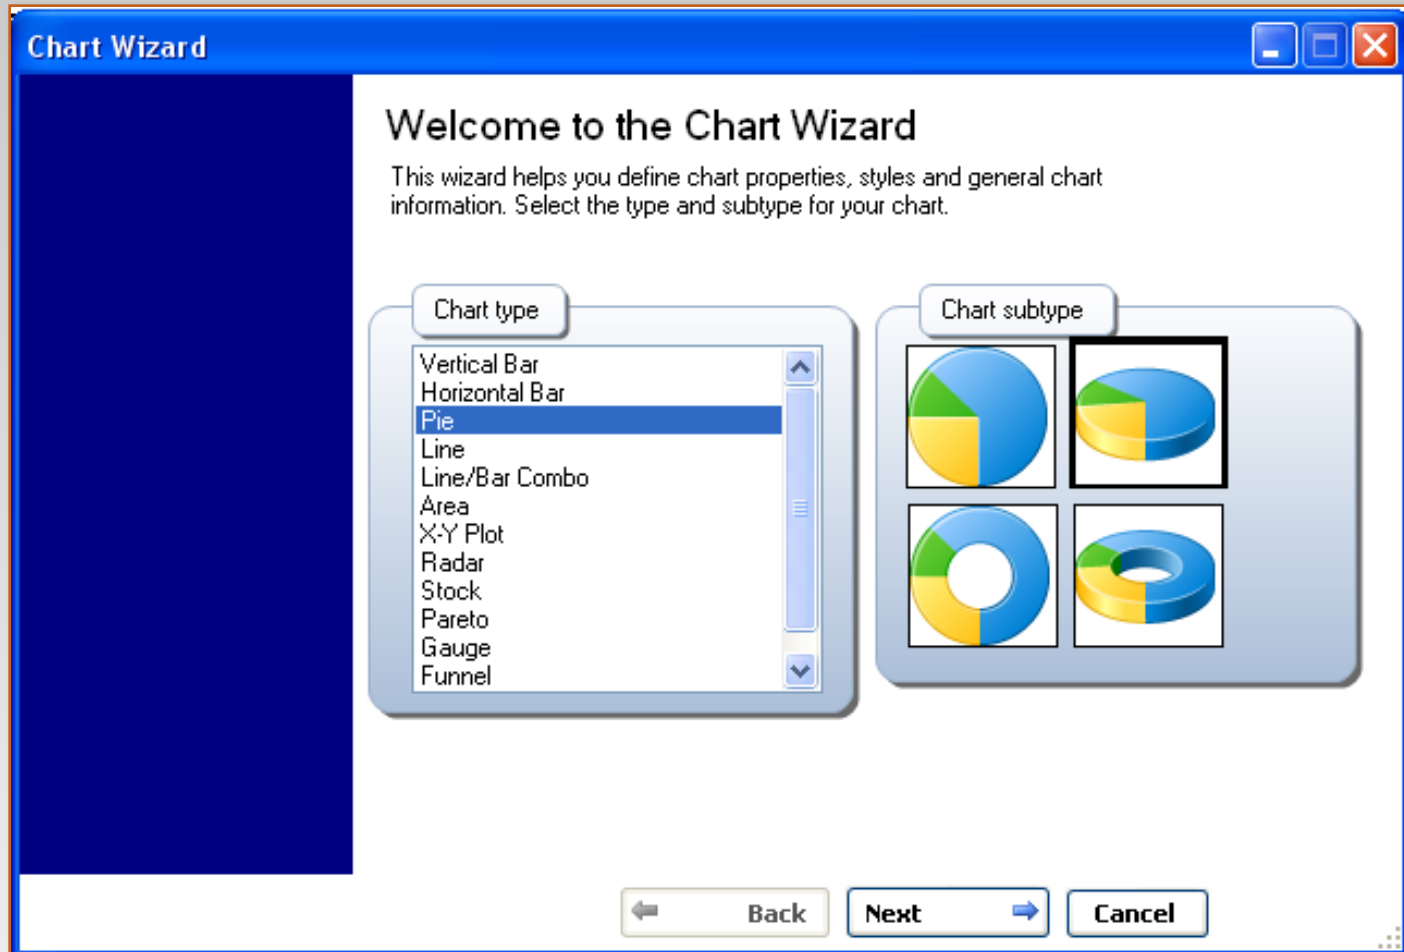 Chart Wizard
Welcome to the Chart Wizard
This wizard helps you define chart properties, styles and general chart
information. Select the type and subtype for your chart.
Chart type
Vertical Bar
Horizontal Bar
Pie
Line
Line/Bar Combo
Area
X-Y Plot
Radar
Stock
Pareto
Gauge
Funnel
Chart subtype
Back
Next
Cancel